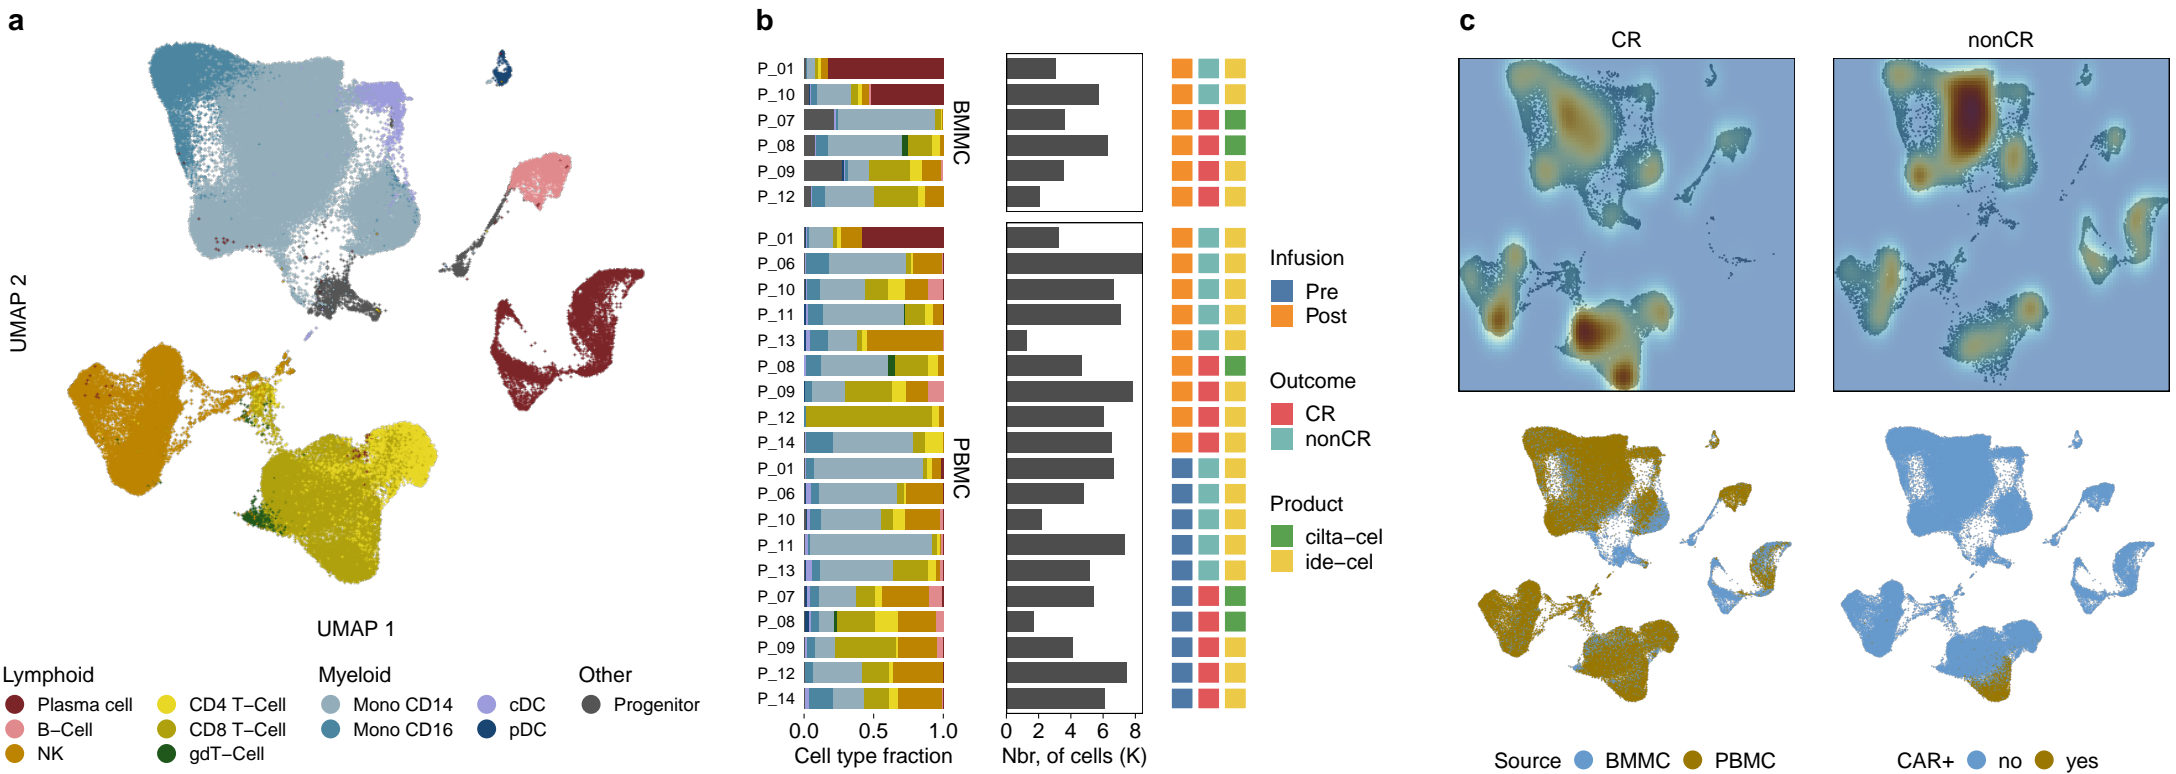 a
UMAP 2
UMAP 1
Lymphoid
Plasma cell
B−Cell
NK
CD4 T−Cell
CD8 T−Cell
gdT−Cell
Myeloid
Mono CD14
Mono CD16
cDC
pDC
Other
Progenitor
b
P_01
P_10
P_07
P_08
P_09
P_12
BMMC
P_01
P_06
P_10
P_11
P_13
P_08
P_09
P_12
P_14
P_01
P_06
P_10
P_11
P_13
P_07
P_08
P_09
P_12
P_14
PBMC
0.0 0.5 1.0
Cell type fraction
0 2 4 6 8
Nbr, of cells (K)
Infusion
Pre
Post
Outcome
CR
nonCR
Product
cilta−cel
ide−cel
c
CR
nonCR
Source BMMC PBMC
CAR+ no yes